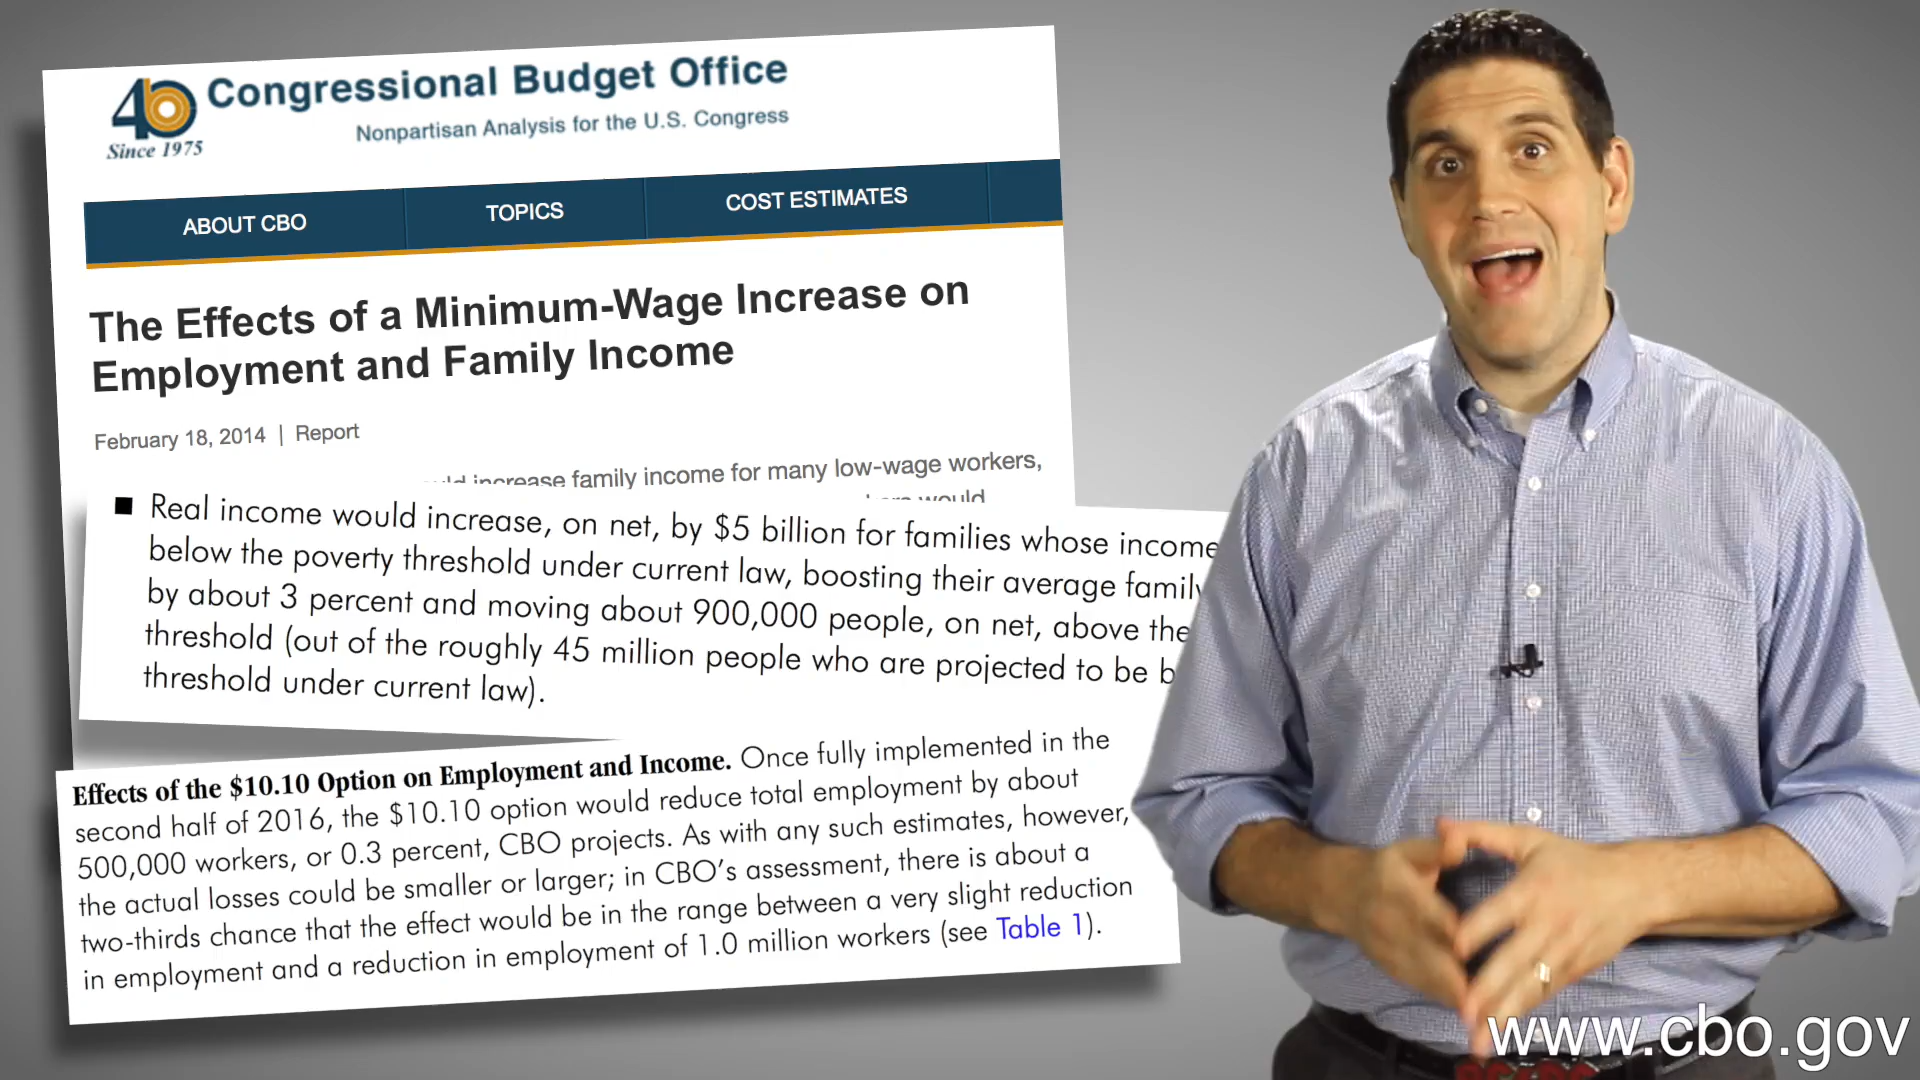 40
Since 1975
Congressional Budget Office
Nonpartisan Analysis for the U.S. Congress
ABOUT CBO
TOPICS
COST ESTIMATES
The Effects of a Minimum-Wage Increase on
Employment and Family Income
February 18, 2014 | Report
increase family income for many low-wage workers,
would
■ Real income would increase, on net, by $5 billion for families whose income
below the poverty threshold under current law, boosting their average family
by about 3 percent and moving about 900,000 people, on net, above the
threshold (out of the roughly 45 million people who are projected to be b
threshold under current law).
Effects of the $10.10 Option on Employment and Income. Once fully implemented in the
second half of 2016, the $10.10 option would reduce total employment by about
500,000 workers, or 0.3 percent, CBO projects. As with any such estimates, however,
the actual losses could be smaller or larger; in CBO's assessment, there is about a
two-thirds chance that the effect would be in the range between a very slight reduction
in employment and a reduction in employment of 1.0 million workers (see Table 1).
www.cbo.gov